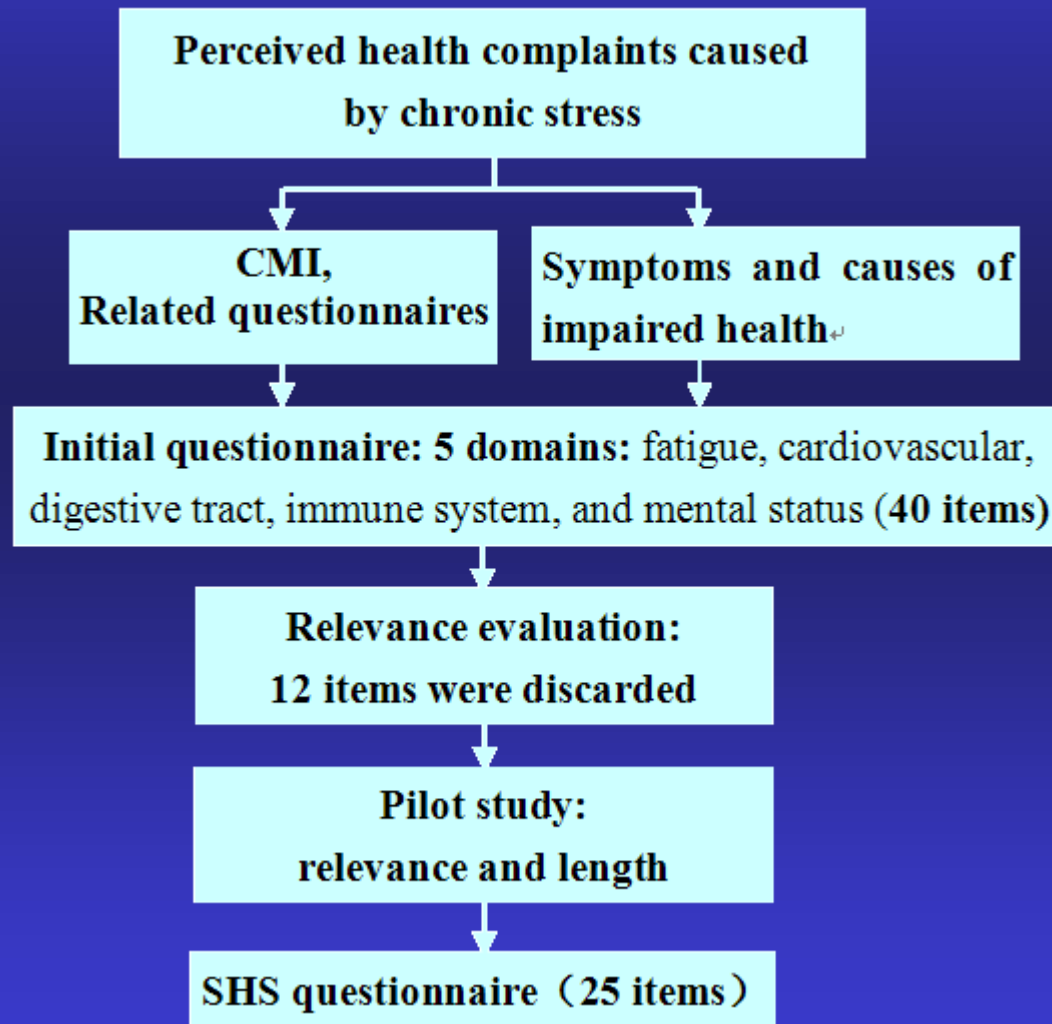 Perceived health complaints caused
by chronic stress
CMI,
Related questionnaires
Symptoms and causes of
impaired health↵
Initial questionnaire: 5 domains: fatigue, cardiovascular,
digestive tract, immune system, and mental status (40 items)
Relevance evaluation:
12 items were discarded
Pilot study:
relevance and length
SHS questionnaire（25 items）